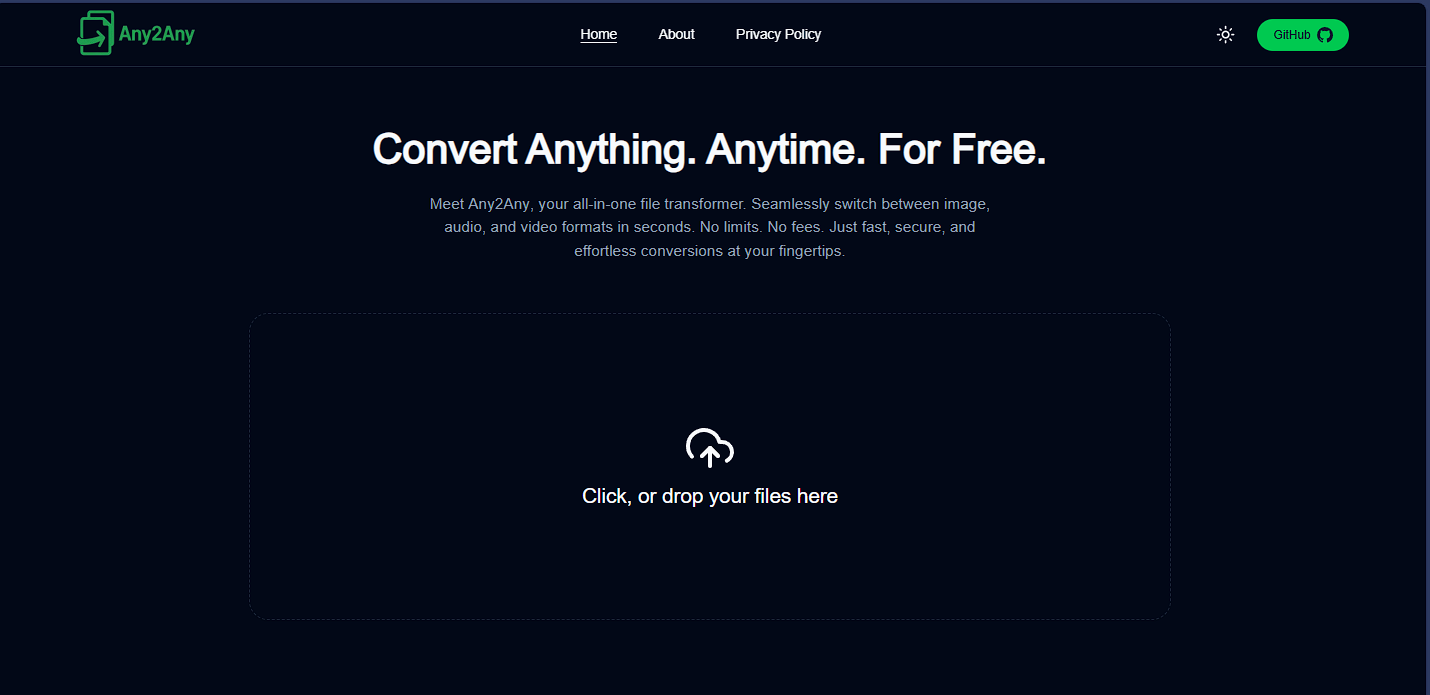 Any2Any
Home
About
Privacy Policy
GitHub
Convert Anything. Anytime. For Free.
Meet Any2Any, your all-in-one file transformer. Seamlessly switch between image,
audio, and video formats in seconds. No limits. No fees. Just fast, secure, and
effortless conversions at your fingertips.
Click, or drop your files here